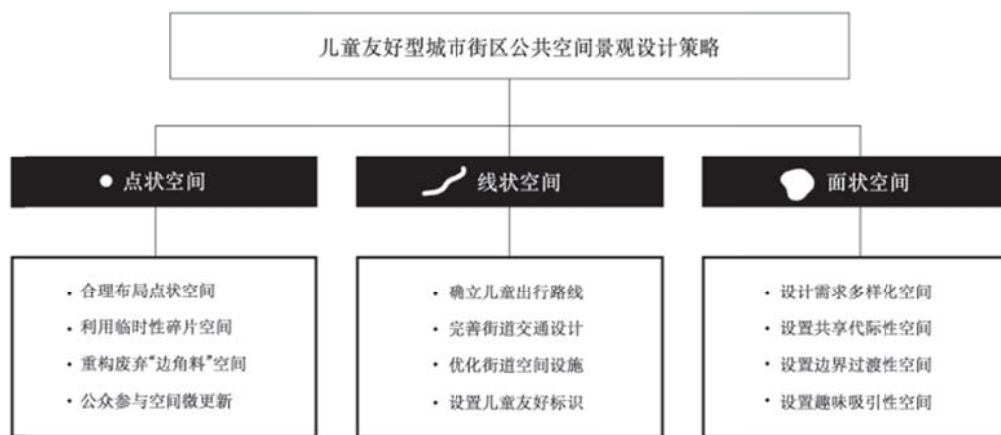 儿童友好型城市街区公共空间景观设计策略
点状空间
线状空间
面状空间
· 合理布局点状空间
· 利用临时性碎片空间
· 重构废弃“边角料”空间
· 公众参与空间微更新
· 确立儿童出行路线
· 完善街道交通设计
· 优化街道空间设施
· 设置儿童友好标识
· 设计需求多样化空间
· 设置共享代际性空间
· 设置边界过渡性空间
· 设置趣味吸引性空间